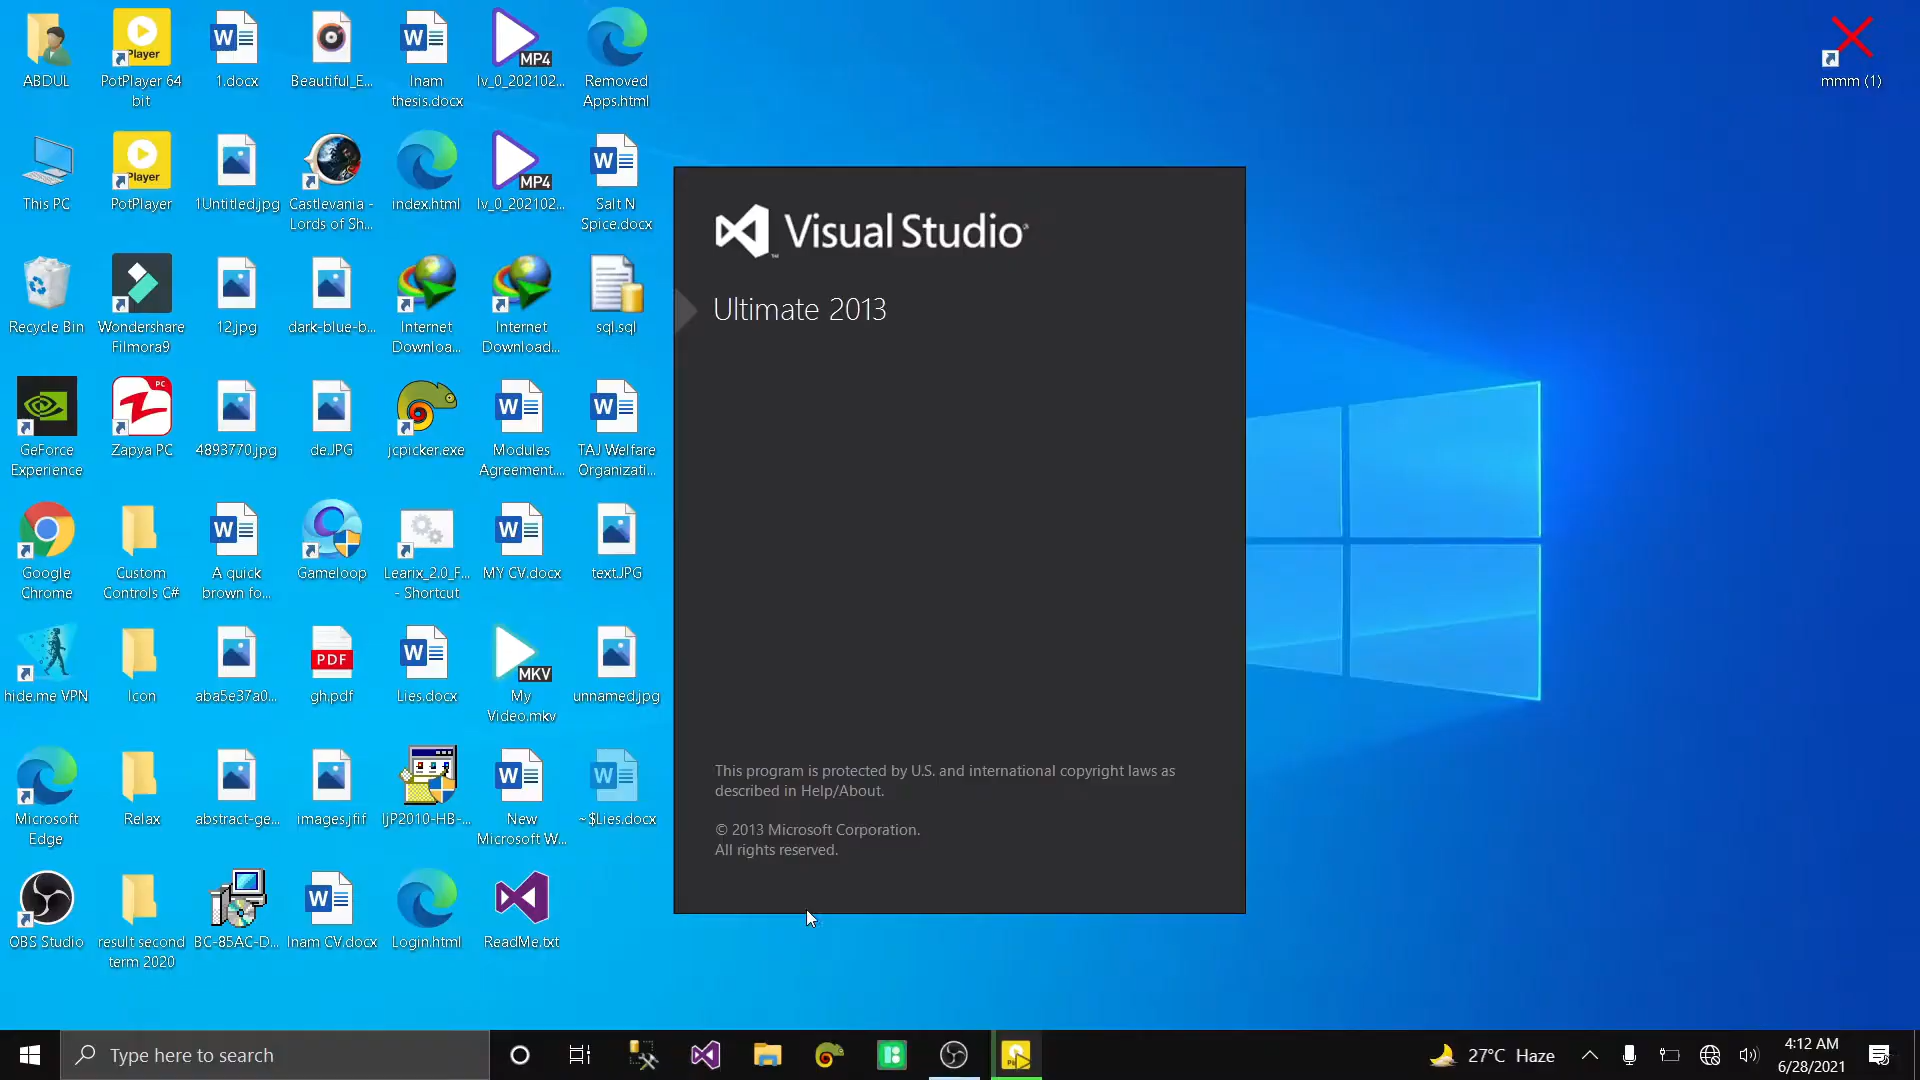 ABDUL
Player
PotPlayer 64
bit
1.docx
Beautiful_E...
Inam
thesis.docx
MP4
lv_0_202102...
Removed
Apps.html
mmm (1)
This PC
Player
PotPlayer
1Untitled.jpg
Castlevania -
Lords of Sh...
index.html
MP4
lv_0_202102...
Salt N
Spice.docx
Visual Studio
Ultimate 2013
Recycle Bin
Wondershare
Filmora9
12.jpg
dark-blue-b...
Internet
Downloa...
Internet
Download...
sql.sql
GeForce
Experience
PC
Zapya PC
4893770.jpg
de.JPG
jcpicker.exe
Modules
Agreement....
TAJ Welfare
Organizati...
Google
Chrome
Custom
Controls C#
A quick
brown fo...
Gameloop
Learix_2.0_F...
- Shortcut
MY CV.docx
text.JPG
hide.me VPN
Icon
aba5e37a0...
PDF
gh.pdf
Lies.docx
MKV
My
Video.mkv
unnamed.jpg
Microsoft
Edge
Relax
abstract-ge...
images.jfif
ljP2010-HB-...
New
Microsoft W...
~$Lies.docx
This program is protected by U.S. and international copyright laws as
described in Help/About.
© 2013 Microsoft Corporation.
All rights reserved.
OBS Studio
result second
term 2020
BC-85AC-D...
Inam CV.docx
Login.html
ReadMe.txt
Type here to search
27°C Haze
4:12 AM
6/28/2021